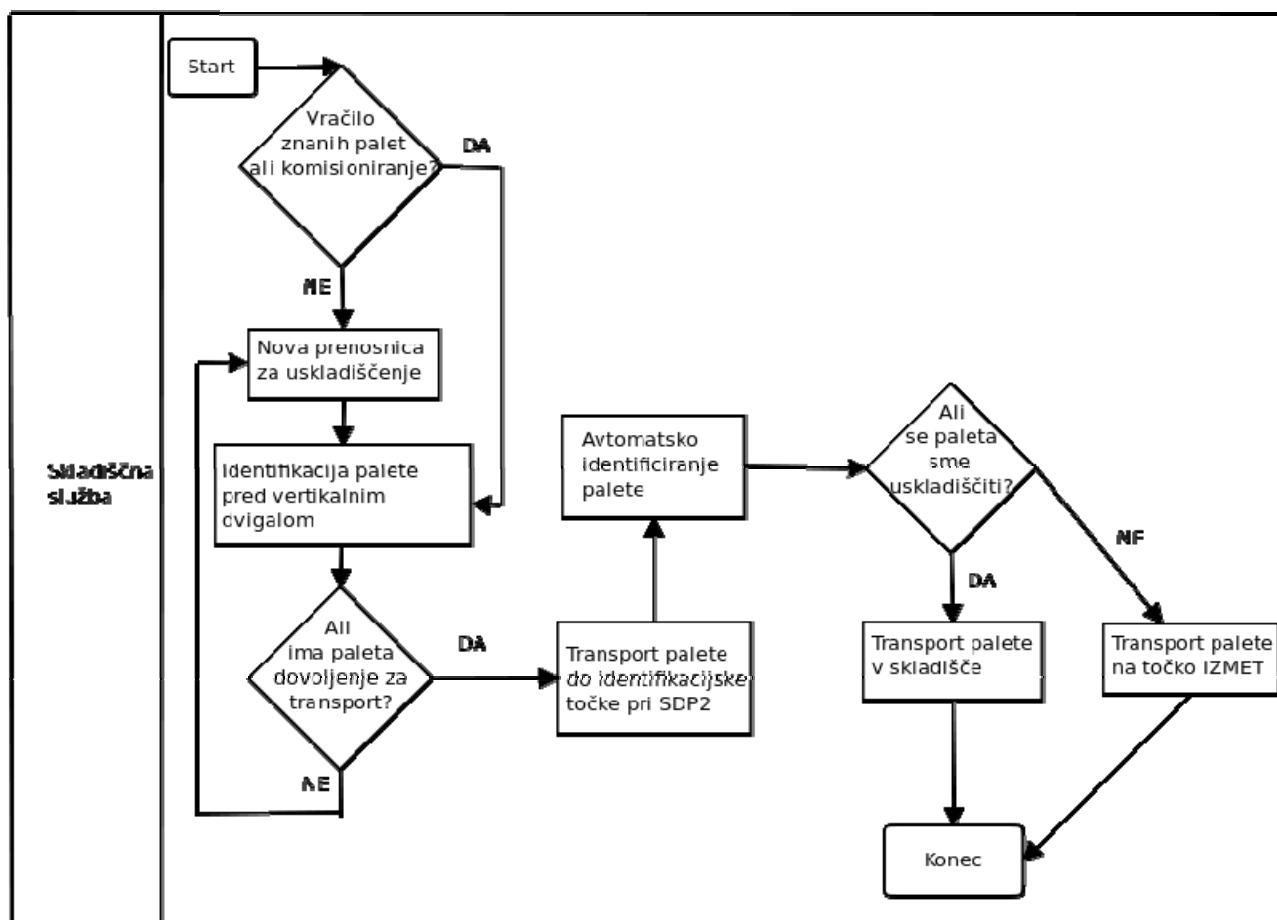 Start
Vračilo
znanih palet
ali komisioniranje?
DA
NE
Nova prenosnica
za uskladiščenje
Identifikacija palete
pred vertikalnim
dvigalom
Ali
ima paleta
dovoljenje za
transport?
DA
NE
Skladiščna
služba
Transport palete
do identifikacijske
točke pri SDP2
Avtomatsko
identificiranje
palete
Ali
se paleta
sme
uskladiščiti?
DA
NE
Transport palete
v skladišče
Transport palete
na točko IZMET
Konec